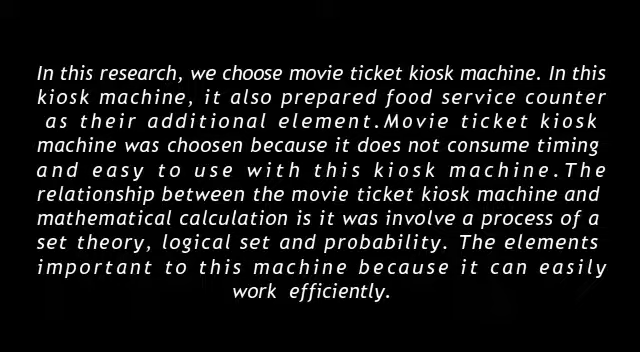 In this research, we choose movie ticket kiosk machine. In this
kiosk machine, it also prepared food service counter
as their additional element.Movie ticket kiosk
machine was choosen because it does not consume timing
and easy to use with this kiosk machine.The
relationship between the movie ticket kiosk machine and
mathematical calculation is it was involve a process of a
set theory, logical set and probability. The elements
important to this machine because it can easily
work efficiently.